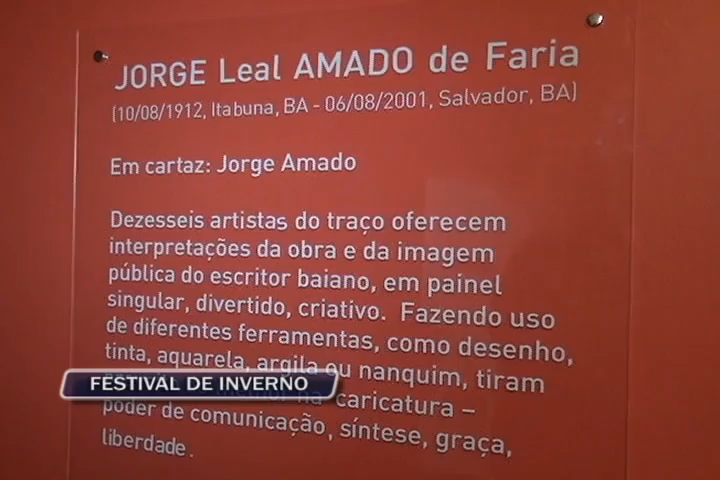 JORGE Leal AMADO de Faria
(10/08/1912, Itabuna, BA - 06/08/2001, Salvador, BA)
Em cartaz: Jorge Amado
Dezesseis artistas do traço oferecem
interpretações da obra e da imagem
pública do escritor baiano, em painel
singular, divertido, criativo. Fazendo uso
de diferentes ferramentas, como desenho,
tinta, aquarela, argila ou nanquim, tiram
na caricatura –
poder de comunicação, síntese, graça,
liberdade.
FESTIVAL DE INVERNO